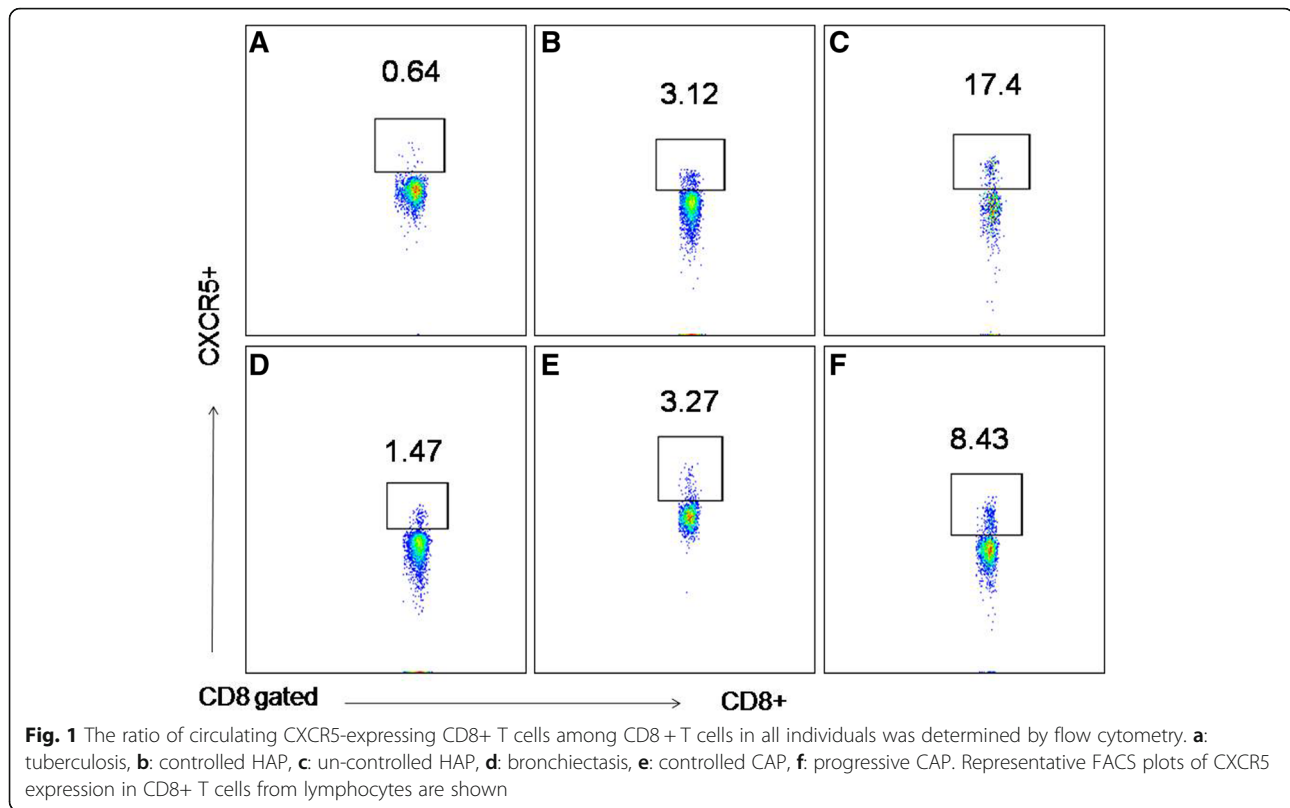 A
0.64
B
3.12
C
17.4
CXCR5+
D
1.47
E
3.27
F
8.43
CD8 gated
CD8+
Fig. 1 The ratio of circulating CXCR5-expressing CD8+ T cells among CD8 + T cells in all individuals was determined by flow cytometry. a:
tuberculosis, b: controlled HAP, c: un-controlled HAP, d: bronchiectasis, e: controlled CAP, f: progressive CAP. Representative FACS plots of CXCR5
expression in CD8+ T cells from lymphocytes are shown